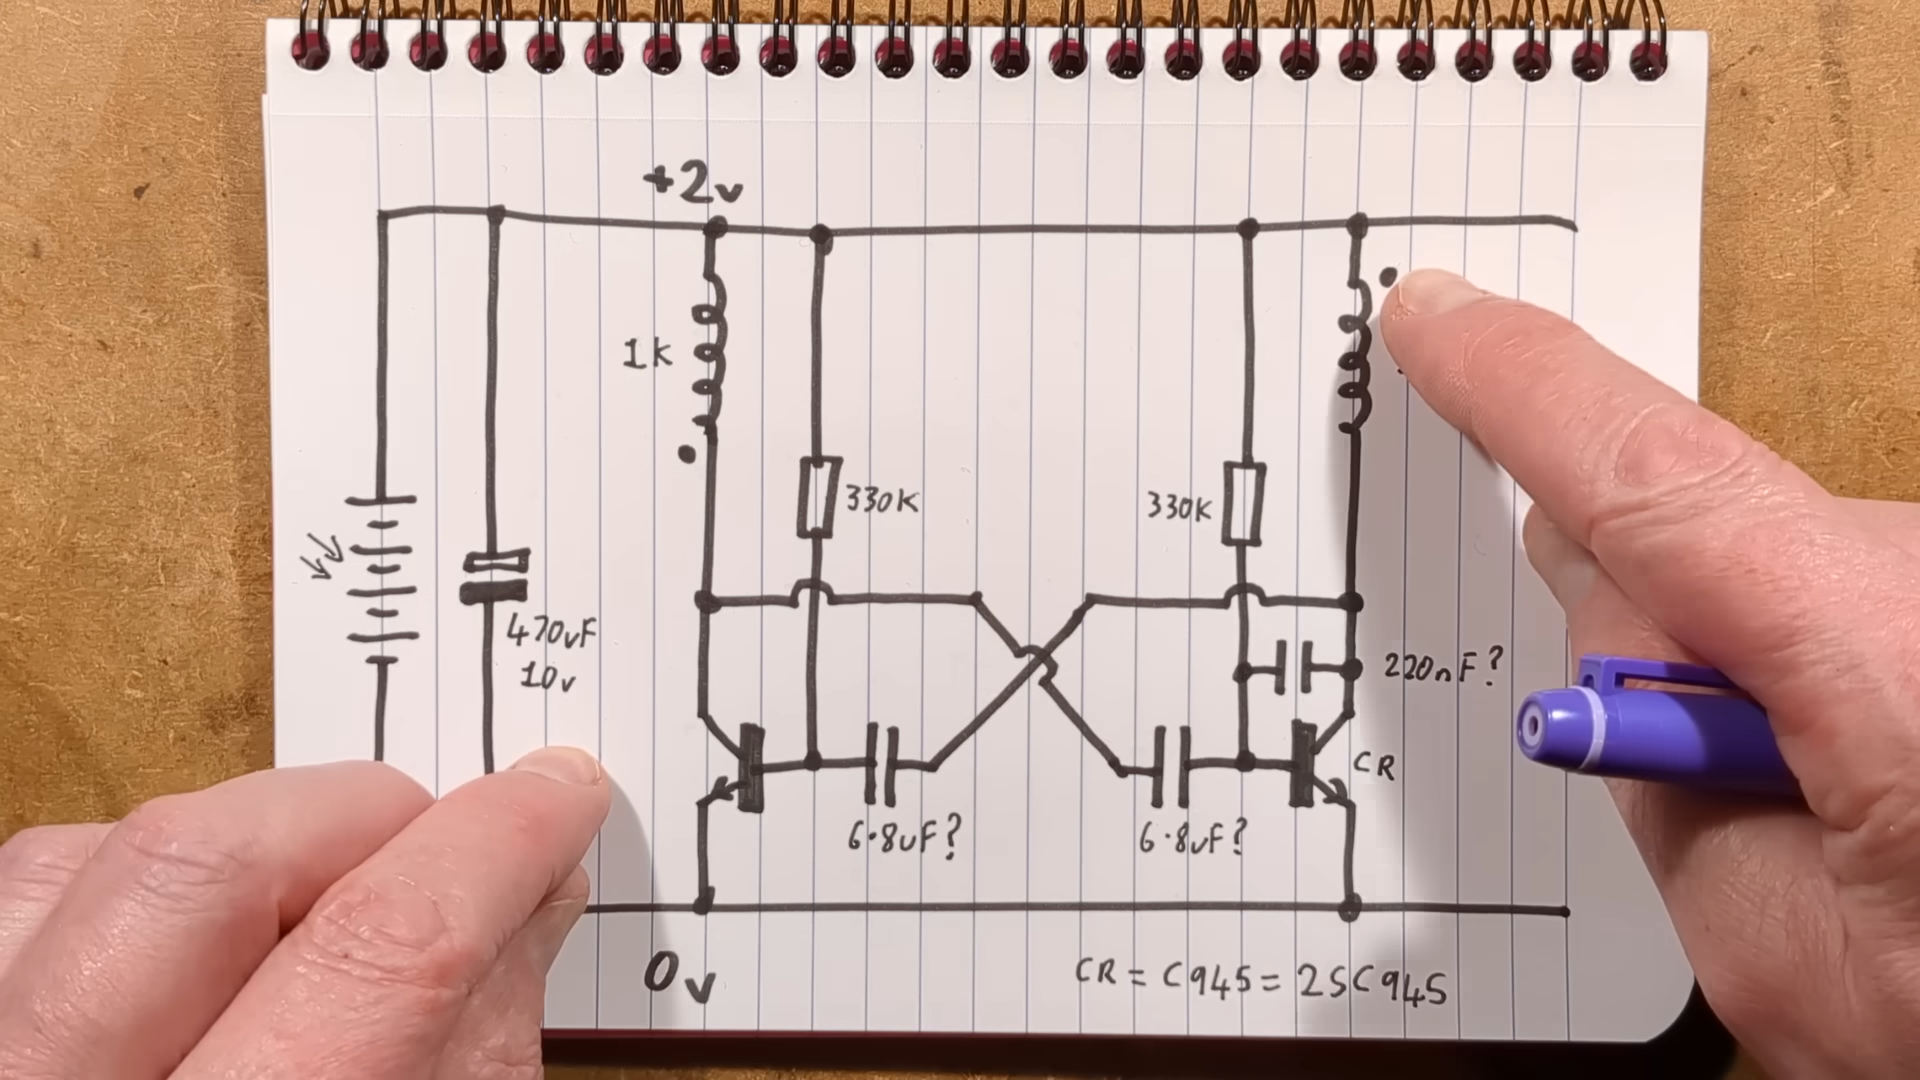 +2v
1k
330K
330K
470uF
10v
220nF?
CR
6.8uF?
6.8uF?
0v
CR = C945 = 2SC945